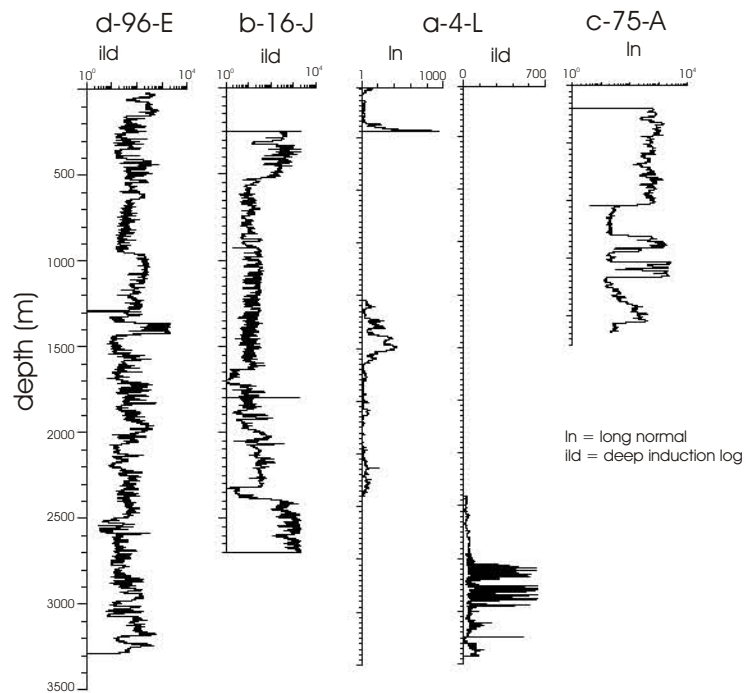 d-96-E b-16-J a-4-L c-75-A
ild ild ln ild ln
10⁰ 10⁴ 10⁰ 10⁴ 1 1000 0 700 10⁰ 10⁴
depth (m)
500
1000
1500
2000
2500
3000
3500
ln = long normal
ild = deep induction log